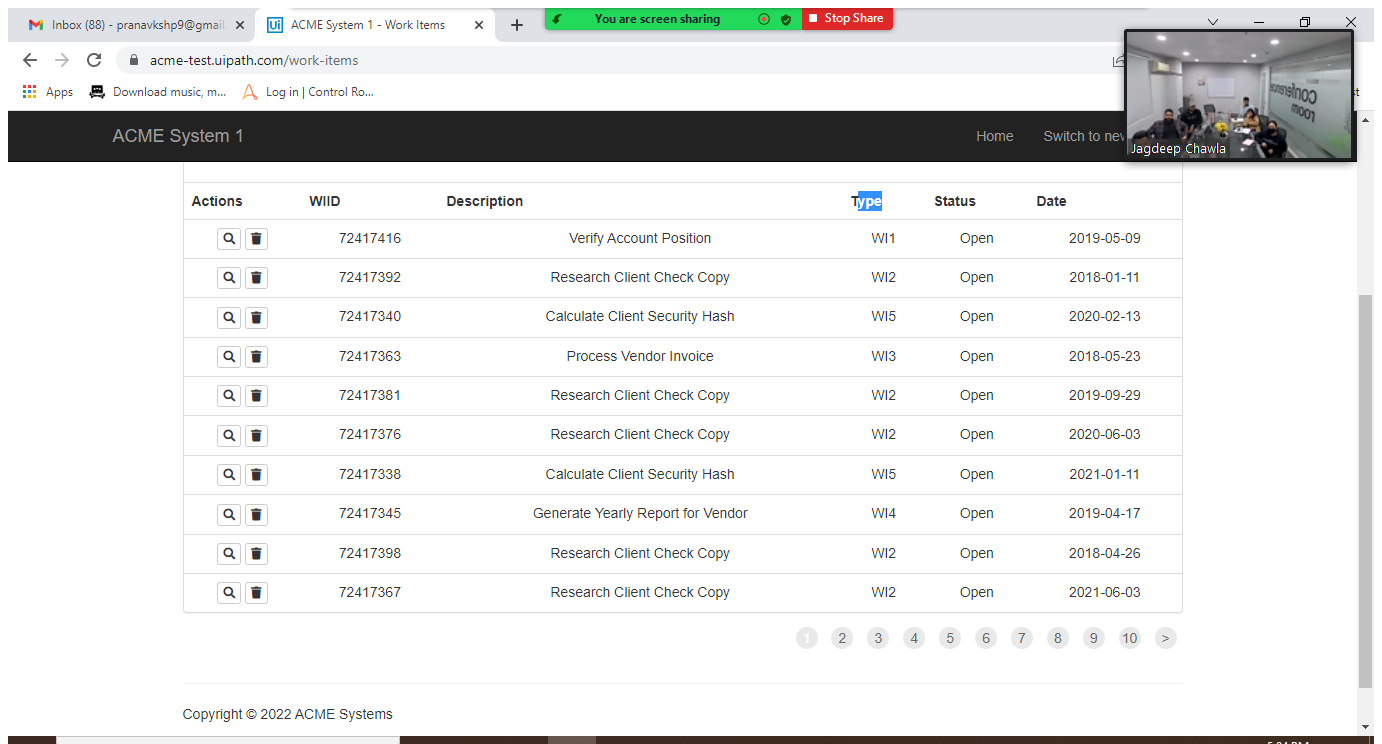 Inbox (88) - pranavkshp9@gmail
ACME System 1 - Work Items
You are screen sharing
Stop Share
acme-test.uipath.com/work-items
Apps
Download music, m...
Log in | Control Ro...
conference
room
Jagdeep Chawla
ACME System 1 Home Switch to nev
Actions WIID Description Type Status Date
72417416 Verify Account Position WI1 Open 2019-05-09
72417392 Research Client Check Copy WI2 Open 2018-01-11
72417340 Calculate Client Security Hash WI5 Open 2020-02-13
72417363 Process Vendor Invoice WI3 Open 2018-05-23
72417381 Research Client Check Copy WI2 Open 2019-09-29
72417376 Research Client Check Copy WI2 Open 2020-06-03
72417338 Calculate Client Security Hash WI5 Open 2021-01-11
72417345 Generate Yearly Report for Vendor WI4 Open 2019-04-17
72417398 Research Client Check Copy WI2 Open 2018-04-26
72417367 Research Client Check Copy WI2 Open 2021-06-03
1 2 3 4 5 6 7 8 9 10 >
Copyright © 2022 ACME Systems